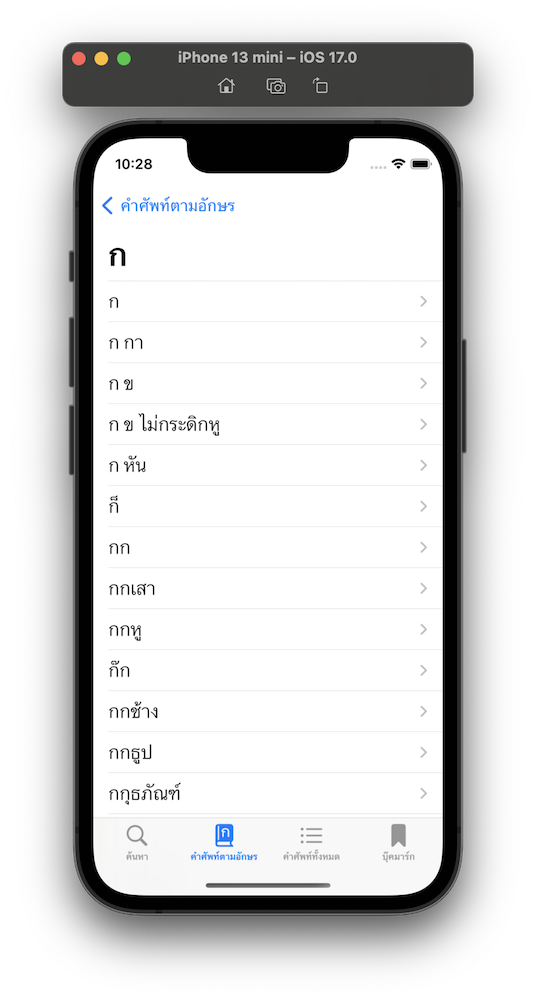 iPhone 13 mini – iOS 17.0
10:28
คำศัพท์ตามอักษร
ก
ก
ก กา
ก ข
ก ข ไม่กระดิกหู
ก หัน
ก็
กก
กกเสา
กกหู
ก๊ก
กกช้าง
กกธูป
กกุธภัณฑ์
ก
ค้นหา คำศัพท์ตามอักษร คำศัพท์ทั้งหมด บุ๊คมาร์ก